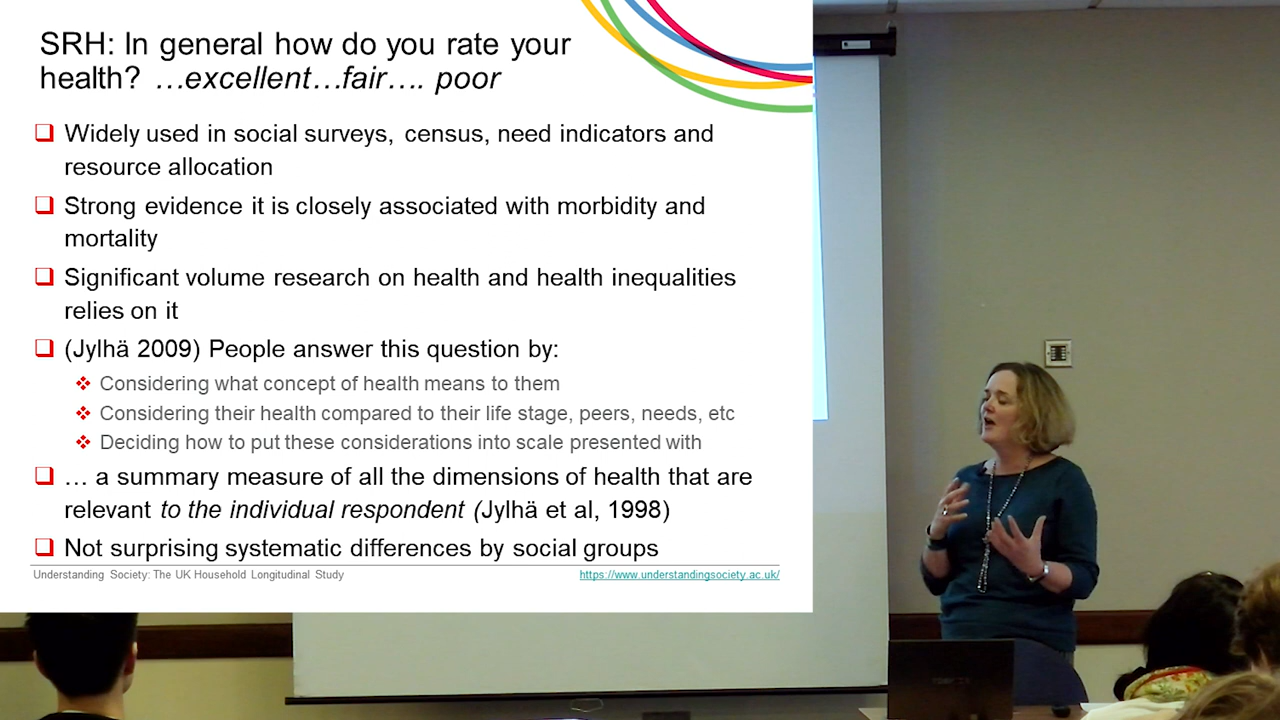 SRH: In general how do you rate your
health? …excellent…fair…. poor
Widely used in social surveys, census, need indicators and
resource allocation
Strong evidence it is closely associated with morbidity and
mortality
Significant volume research on health and health inequalities
relies on it
(Jylhä 2009) People answer this question by:
Considering what concept of health means to them
Considering their health compared to their life stage, peers, needs, etc
Deciding how to put these considerations into scale presented with
… a summary measure of all the dimensions of health that are
relevant to the individual respondent (Jylhä et al, 1998)
Not surprising systematic differences by social groups
Understanding Society: The UK Household Longitudinal Study
https://www.understandingsociety.ac.uk/